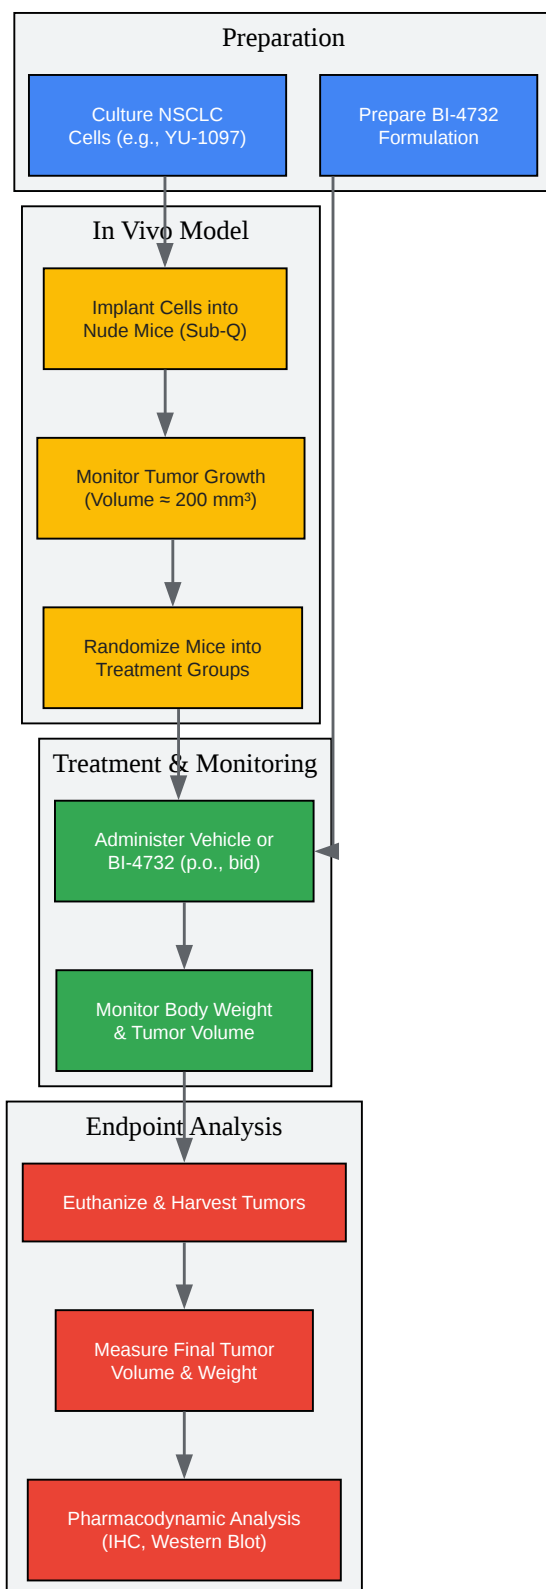 Preparation
Culture NSCLC
Cells (e.g., YU-1097)
Prepare BI-4732
Formulation
In Vivo Model
Implant Cells into
Nude Mice (Sub-Q)
Monitor Tumor Growth
(Volume ≈ 200 mm³)
Randomize Mice into
Treatment Groups
Treatment & Monitoring
Administer Vehicle or
BI-4732 (p.o., bid)
Monitor Body Weight
& Tumor Volume
Endpoint Analysis
Euthanize & Harvest Tumors
Measure Final Tumor
Volume & Weight
Pharmacodynamic Analysis
(IHC, Western Blot)